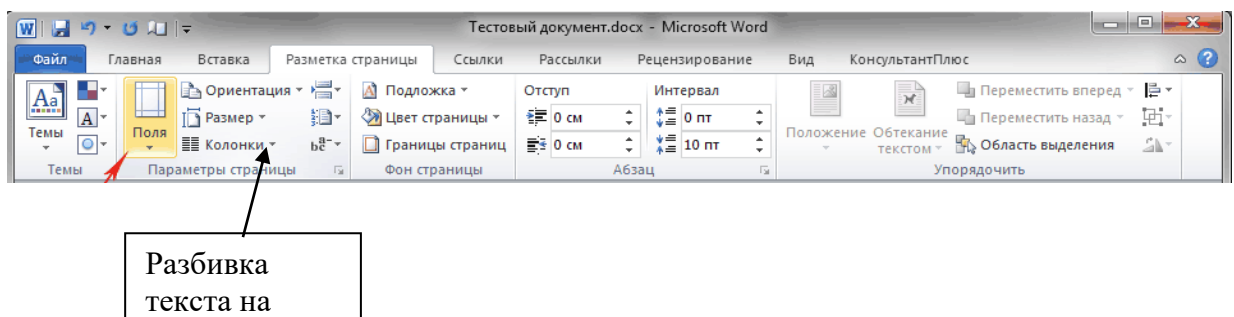 Тестовый документ.docx - Microsoft Word
Файл Главная Вставка Разметка страницы Ссылки Рассылки Рецензирование Вид КонсультантПлюс
Ориентация Подложка Отступ Интервал Переместить вперед
Размер Цвет страницы 0 см 0 пт Переместить назад
Темы Поля Колонки Границы страниц 0 см 10 пт Положение Обтекание текстом Область выделения
Темы Параметры страницы Фон страницы Абзац Упорядочить
Разбивка
текста на